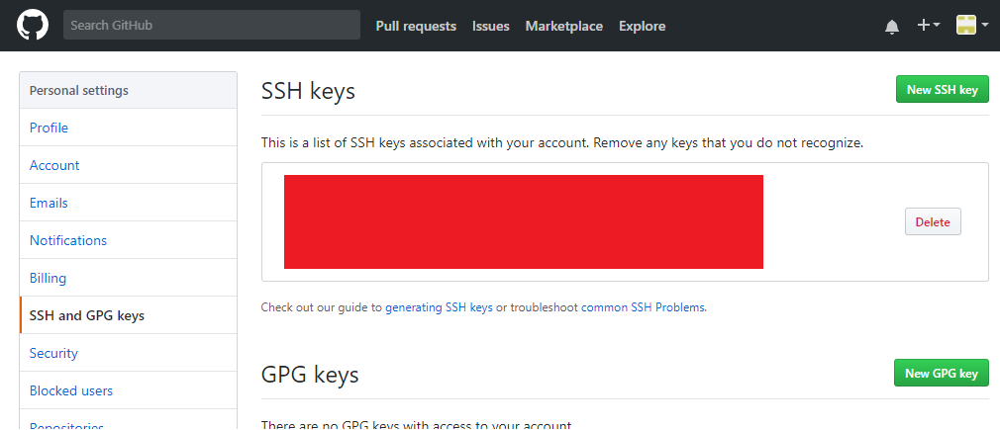 Search GitHub
Pull requests Issues Marketplace Explore
Personal settings
Profile
Account
Emails
Notifications
Billing
SSH and GPG keys
Security
Blocked users
Repositories
SSH keys
New SSH key
This is a list of SSH keys associated with your account. Remove any keys that you do not recognize.
Delete
Check out our guide to generating SSH keys or troubleshoot common SSH Problems.
GPG keys
New GPG key
There are no GPG keys with access to your account.